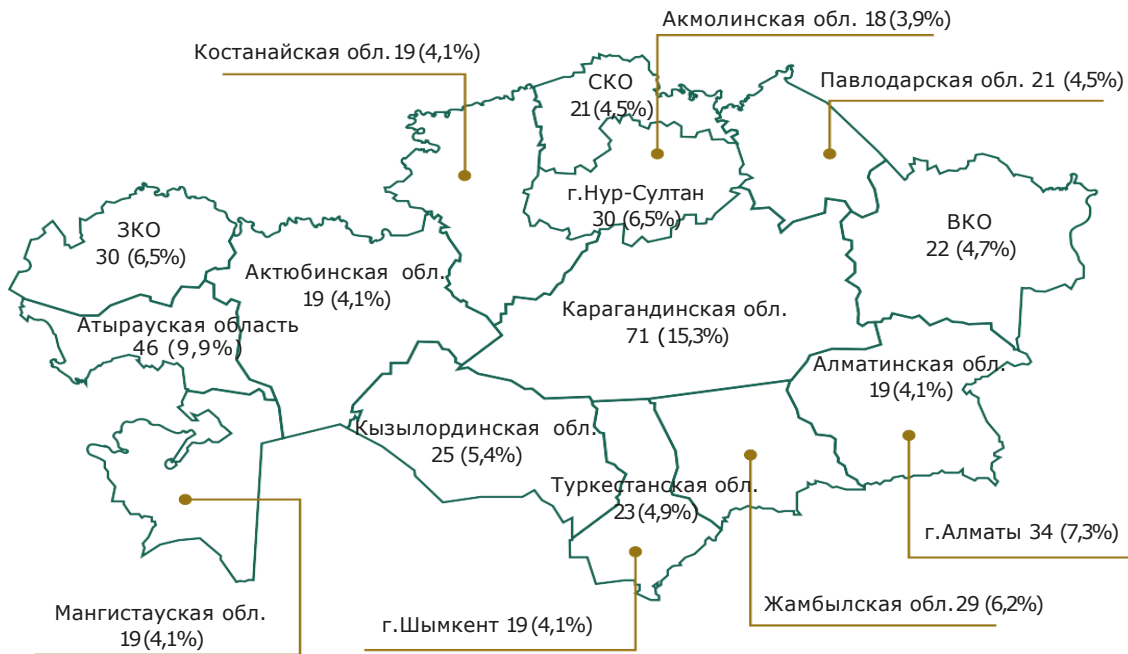 Акмолинская обл. 18 (3,9%)
Костанайская обл. 19 (4,1%)
СКО
21 (4,5%)
Павлодарская обл. 21 (4,5%)
г.Нур-Султан
30 (6,5%)
ЗКО
30 (6,5%)
ВКО
22 (4,7%)
Актюбинская обл.
19 (4,1%)
Карагандинская обл.
71 (15,3%)
Атырауская область
46 (9,9%)
Алматинская обл.
19 (4,1%)
Кызылординская обл.
25 (5,4%)
Туркестанская обл.
23 (4,9%)
г.Алматы 34 (7,3%)
Жамбылская обл. 29 (6,2%)
Мангистауская обл.
19 (4,1%)
г.Шымкент 19 (4,1%)